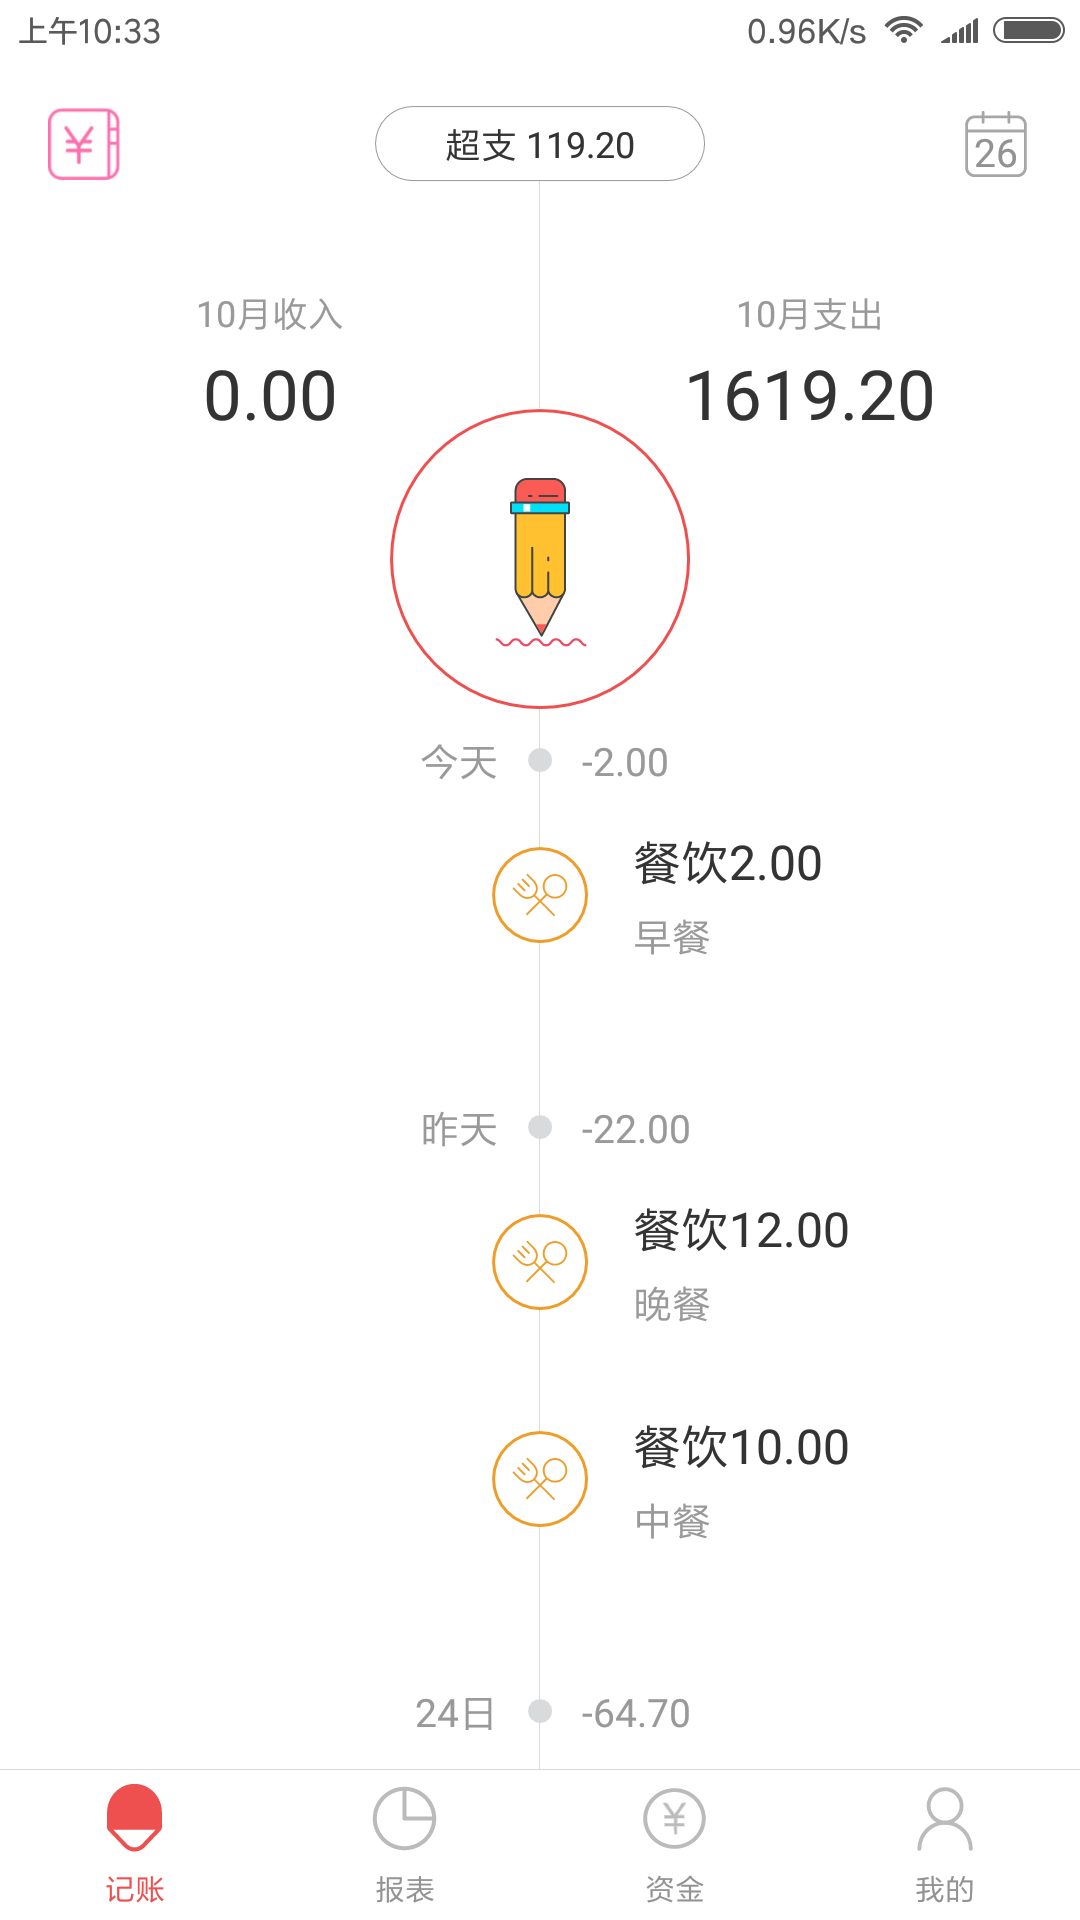 上午10:33 0.96K/s
¥ 超支 119.20 26
10月收入 10月支出
0.00 1619.20
今天 -2.00
餐饮2.00
早餐
昨天 -22.00
餐饮12.00
晚餐
餐饮10.00
中餐
24日 -64.70
¥
记账 报表 资金 我的